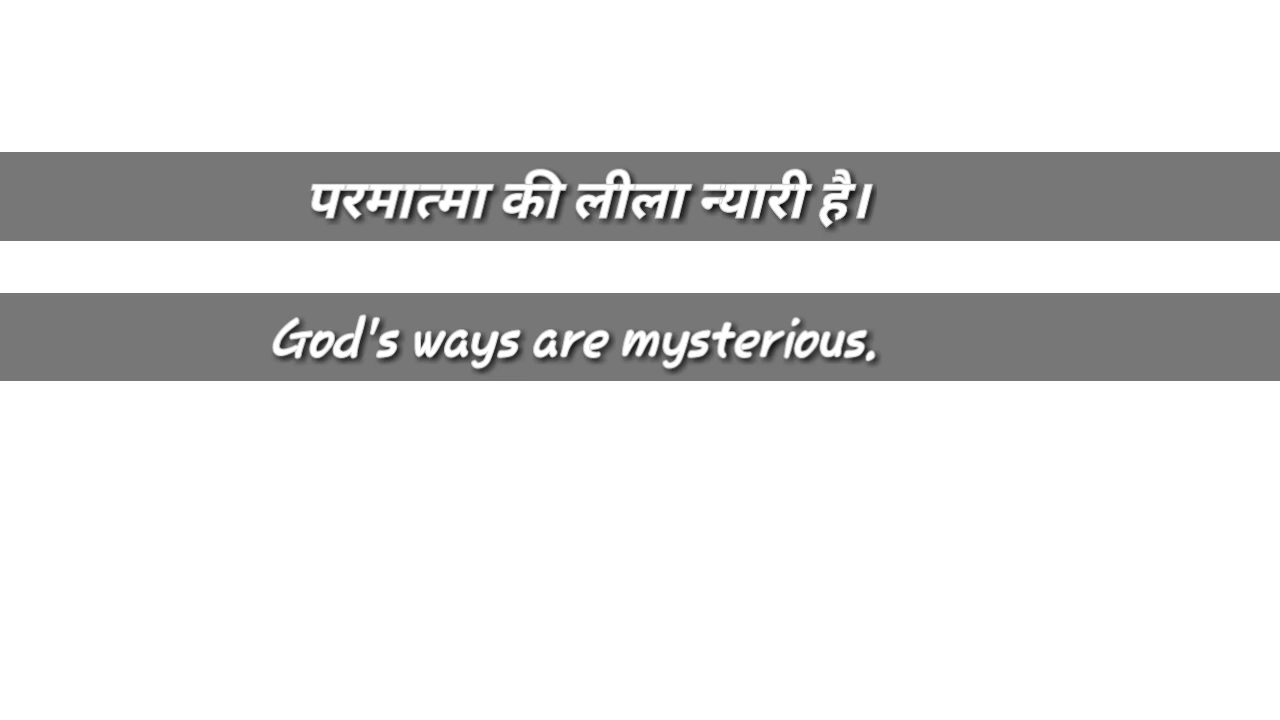 परमात्मा की लीला न्यारी है।
God's ways are mysterious.